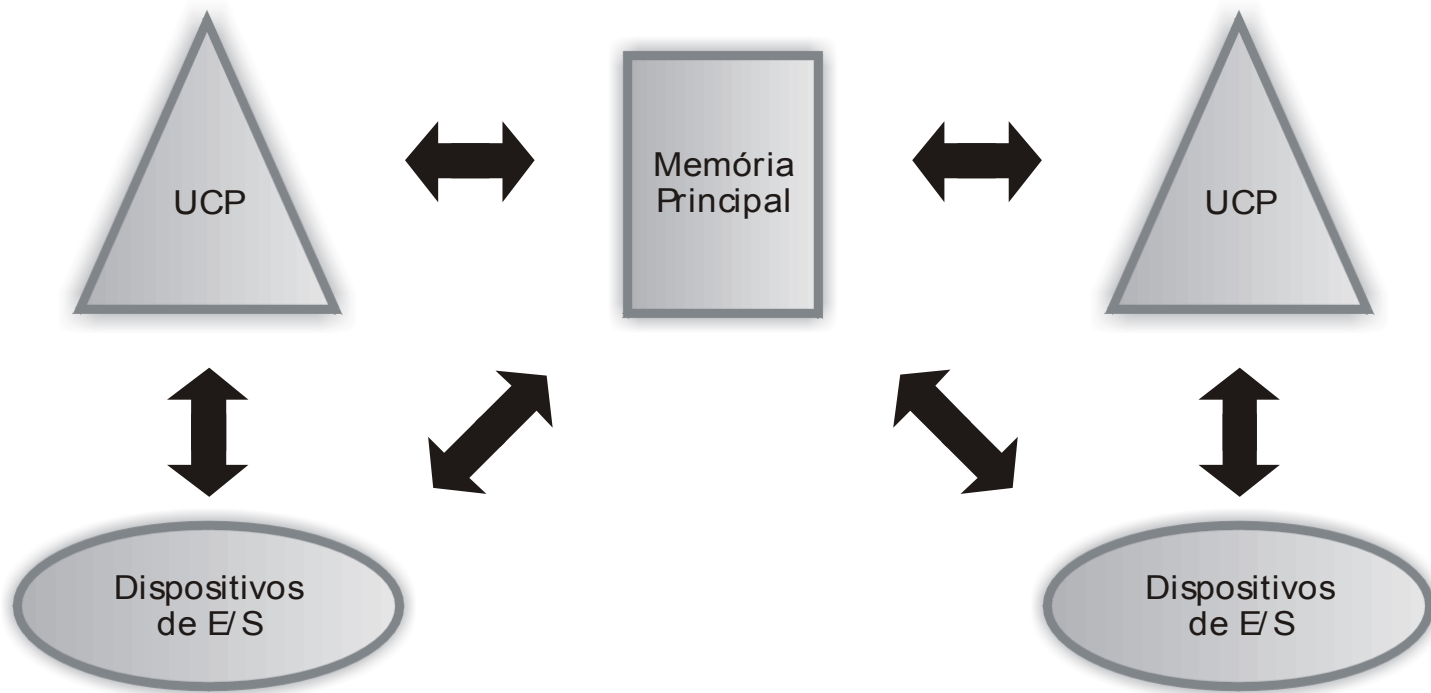 UCP
Memória
Principal
UCP
Dispositivos
de E/S
Dispositivos
de E/S